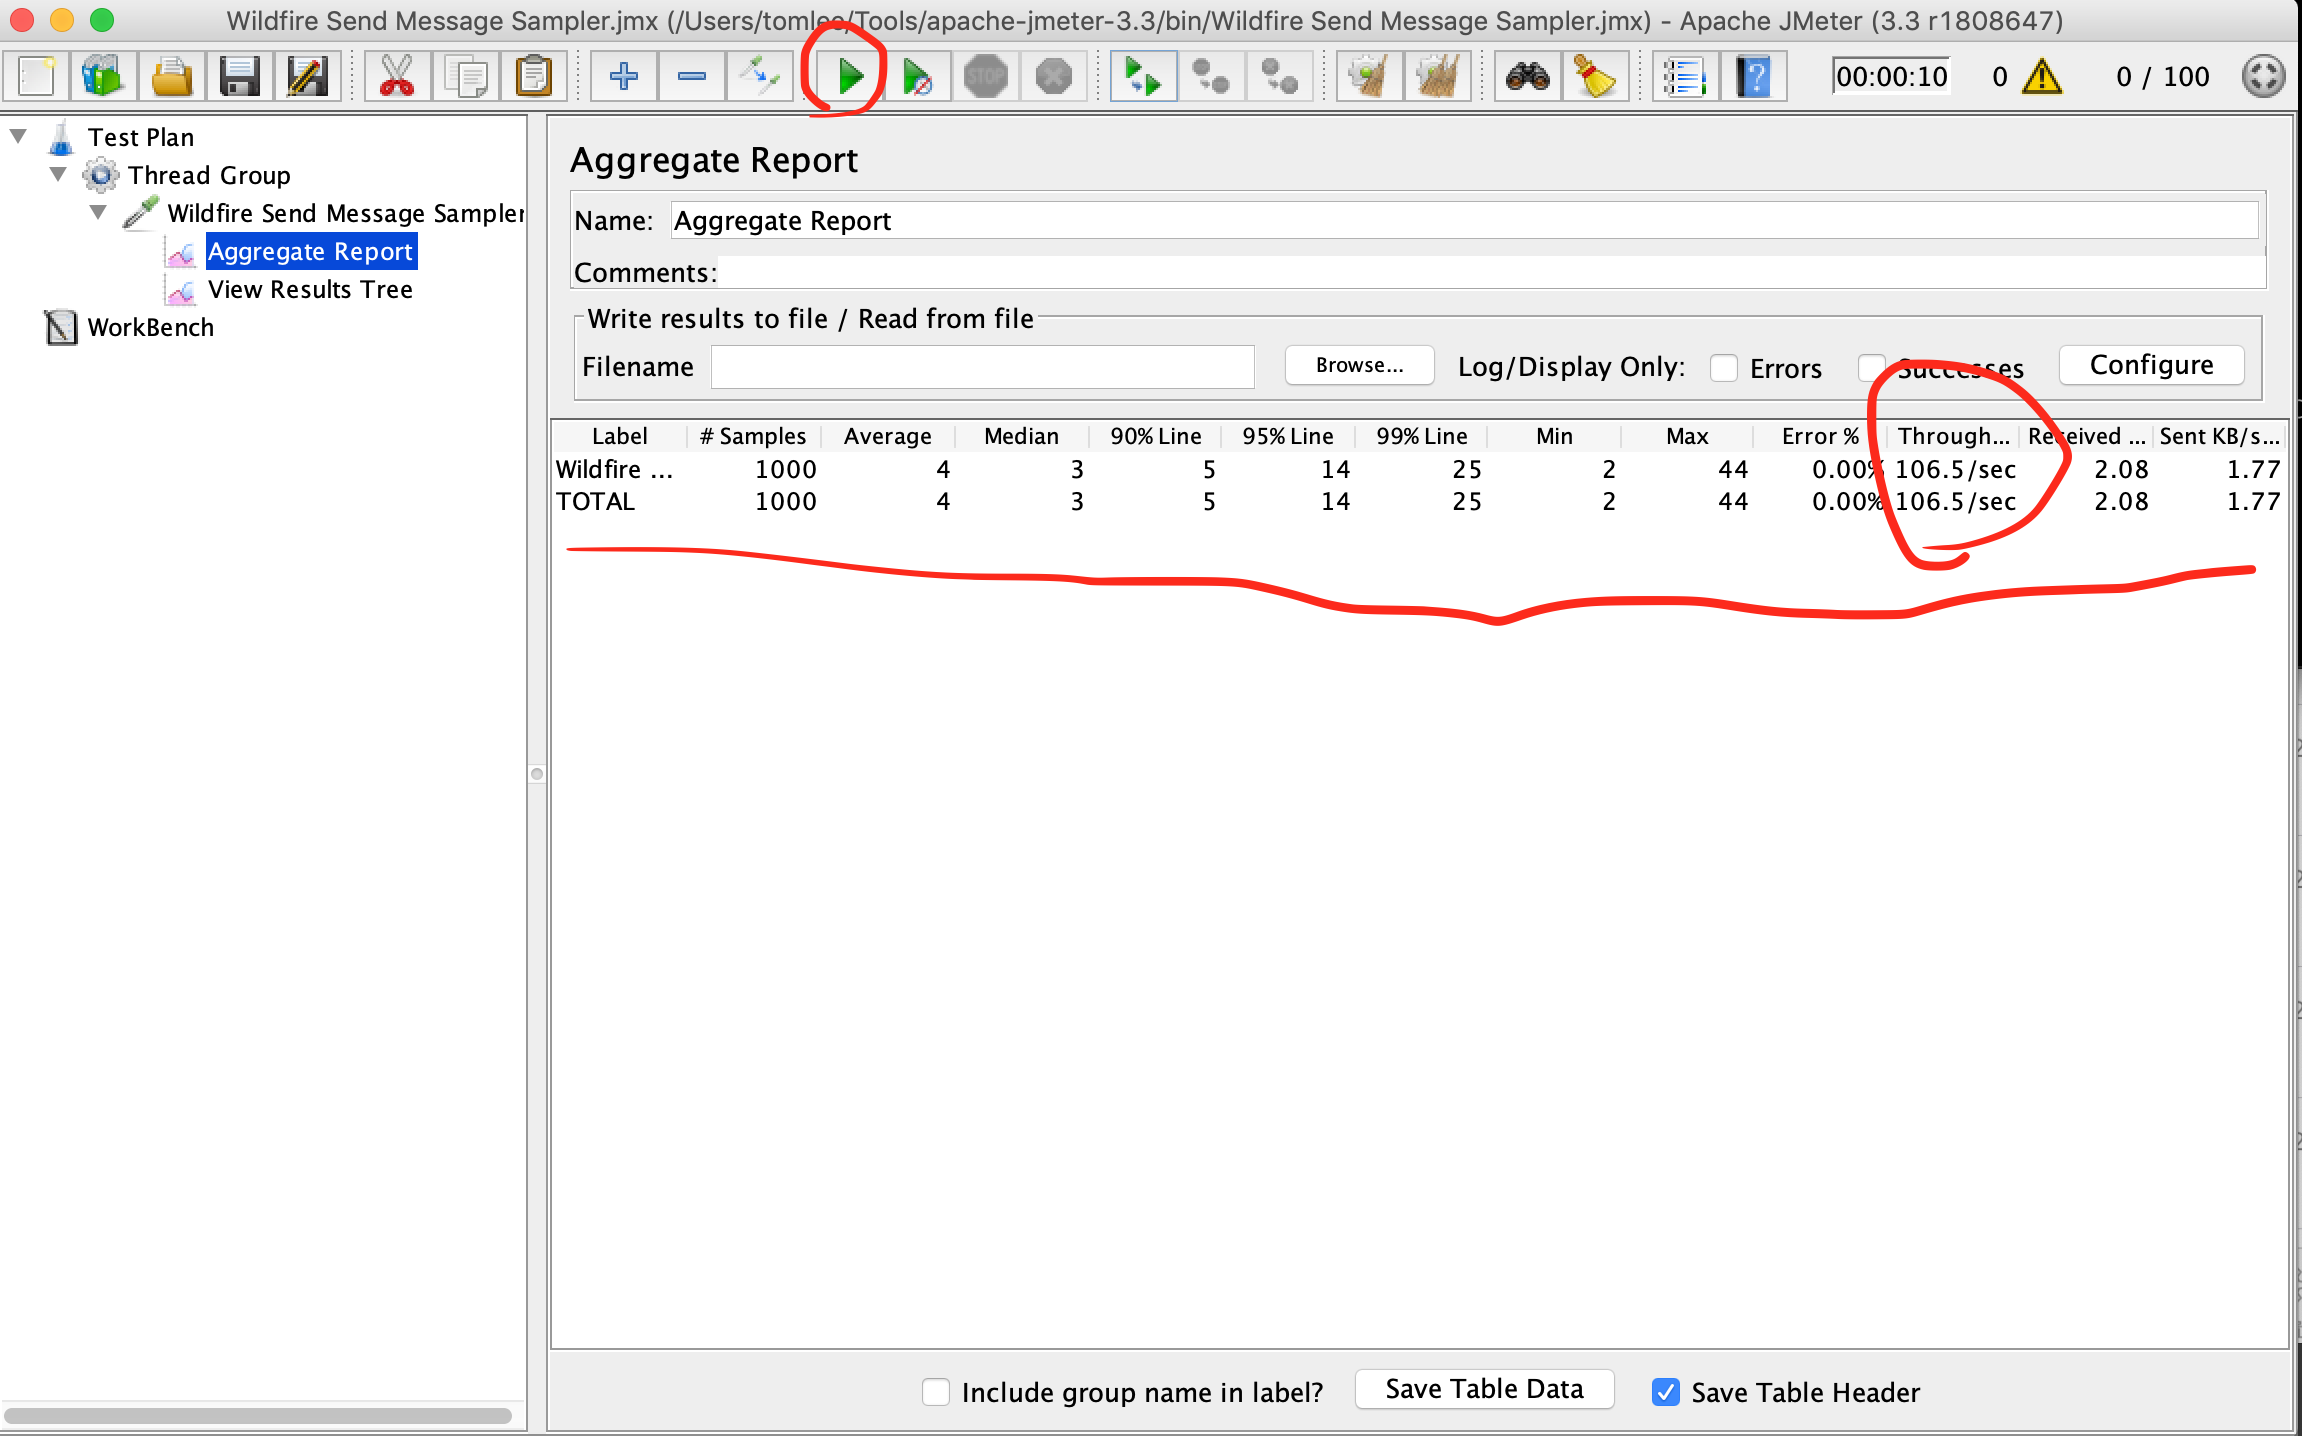 Wildfire Send Message Sampler.jmx (/Users/tomlee/Tools/apache-jmeter-3.3/bin/Wildfire Send Message Sampler.jmx) - Apache JMeter (3.3 r1808647)
STOP
00:00:10 0 0 / 100
Test Plan
Thread Group
Wildfire Send Message Sampler
Aggregate Report
View Results Tree
WorkBench
Aggregate Report
Name: Aggregate Report
Comments:
Write results to file / Read from file
Filename Browse... Log/Display Only: Errors Successes Configure
Label # Samples Average Median 90% Line 95% Line 99% Line Min Max Error % Through... Received ... Sent KB/s...
Wildfire ... 1000 4 3 5 14 25 2 44 0.00% 106.5/sec 2.08 1.77
TOTAL 1000 4 3 5 14 25 2 44 0.00% 106.5/sec 2.08 1.77
Include group name in label? Save Table Data Save Table Header